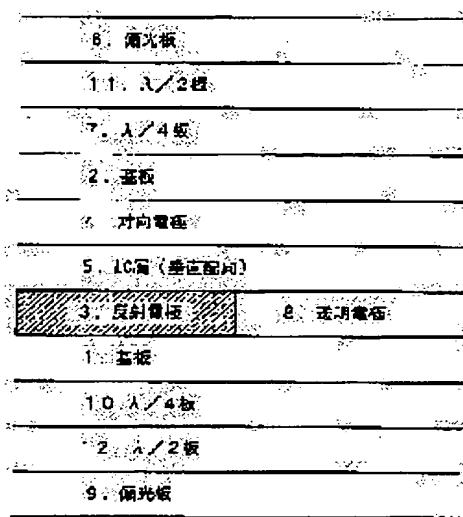 6. 偏光板
11. λ/2板
7. λ/4板
2. 基板
対向電極
5. LC層(垂直配向)
3. 反射電極 8. 透明電極
1. 基板
10 λ/4板
2. λ/2板
9. 偏光板